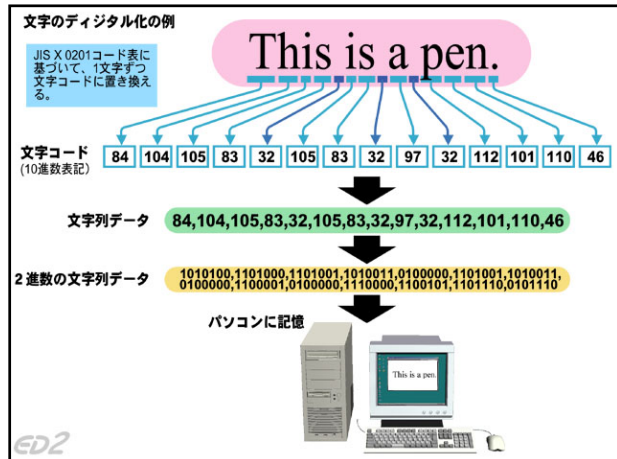 文字のディジタル化の例
JIS X 0201コード表に
基づいて、1文字ずつ
文字コードに置き換え
る。
This is a pen.
文字コード
(10進数表記)
84 104 105 83 32 105 83 32 97 32 112 101 110 46
文字列データ
84,104,105,83,32,105,83,32,97,32,112,101,110,46
2進数の文字列データ
1010100,1101000,1101001,1010011,0100000,1101001,1010011,
0100000,1100001,0100000,1110000,1100101,1101110,0101110
パソコンに記憶
This is a pen.
ED2